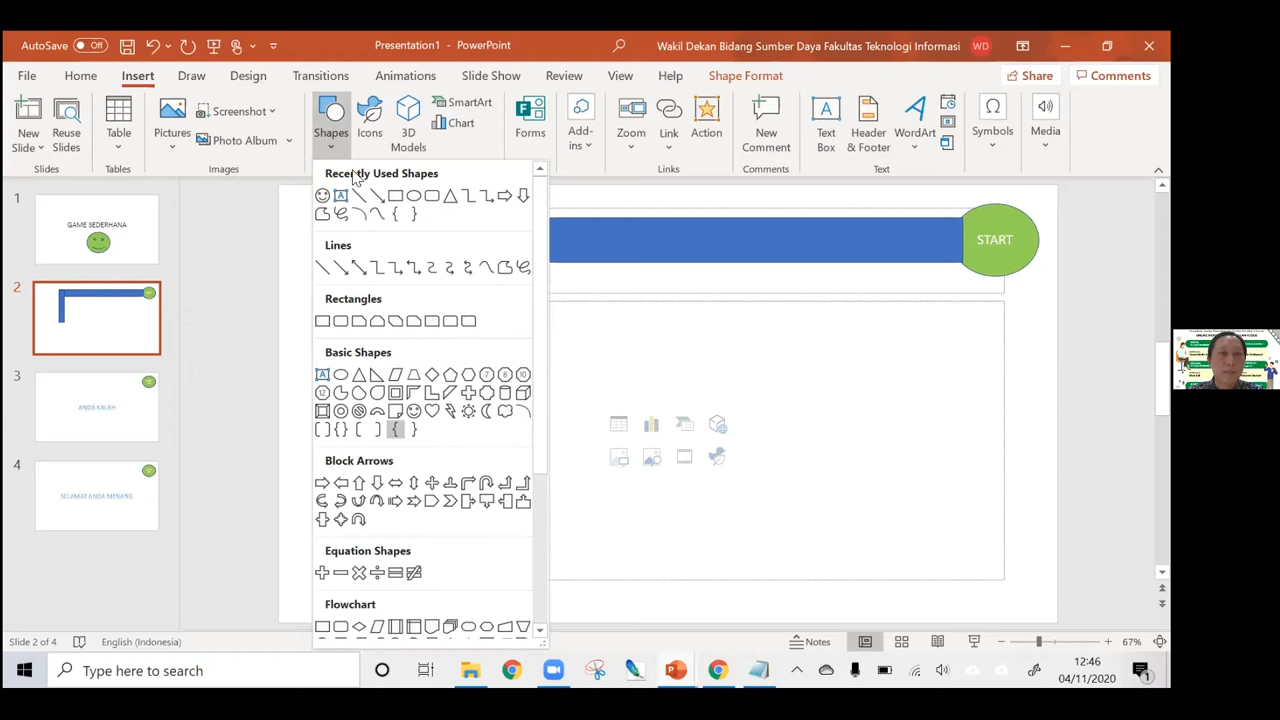 AutoSave Off
Presentation1 - PowerPoint
Wakil Dekan Bidang Sumber Daya Fakultas Teknologi Informasi WD
File Home Insert Draw Design Transitions Animations Slide Show Review View Help Shape Format Share Comments
New Slide
Reuse Slides
Table
Pictures
Screenshot
Photo Album
Shapes
Icons
3D Models
SmartArt
Chart
Forms
Add-ins
Zoom
Link
Action
New Comment
Text Box
Header & Footer
WordArt
Symbols
Media
Slides Tables Images Links Comments Text
Recently Used Shapes
Lines
Rectangles
Basic Shapes
Block Arrows
Equation Shapes
Flowchart
1
GAME SEDERHANA
2
3
ANDA KALAH
4
SELAMAT ANDA MENANG
START
Slide 2 of 4 English (Indonesia) Notes 67%
Type here to search
12:46
04/11/2020
1